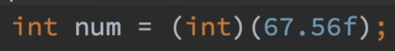 int num = (int)(67.56f);